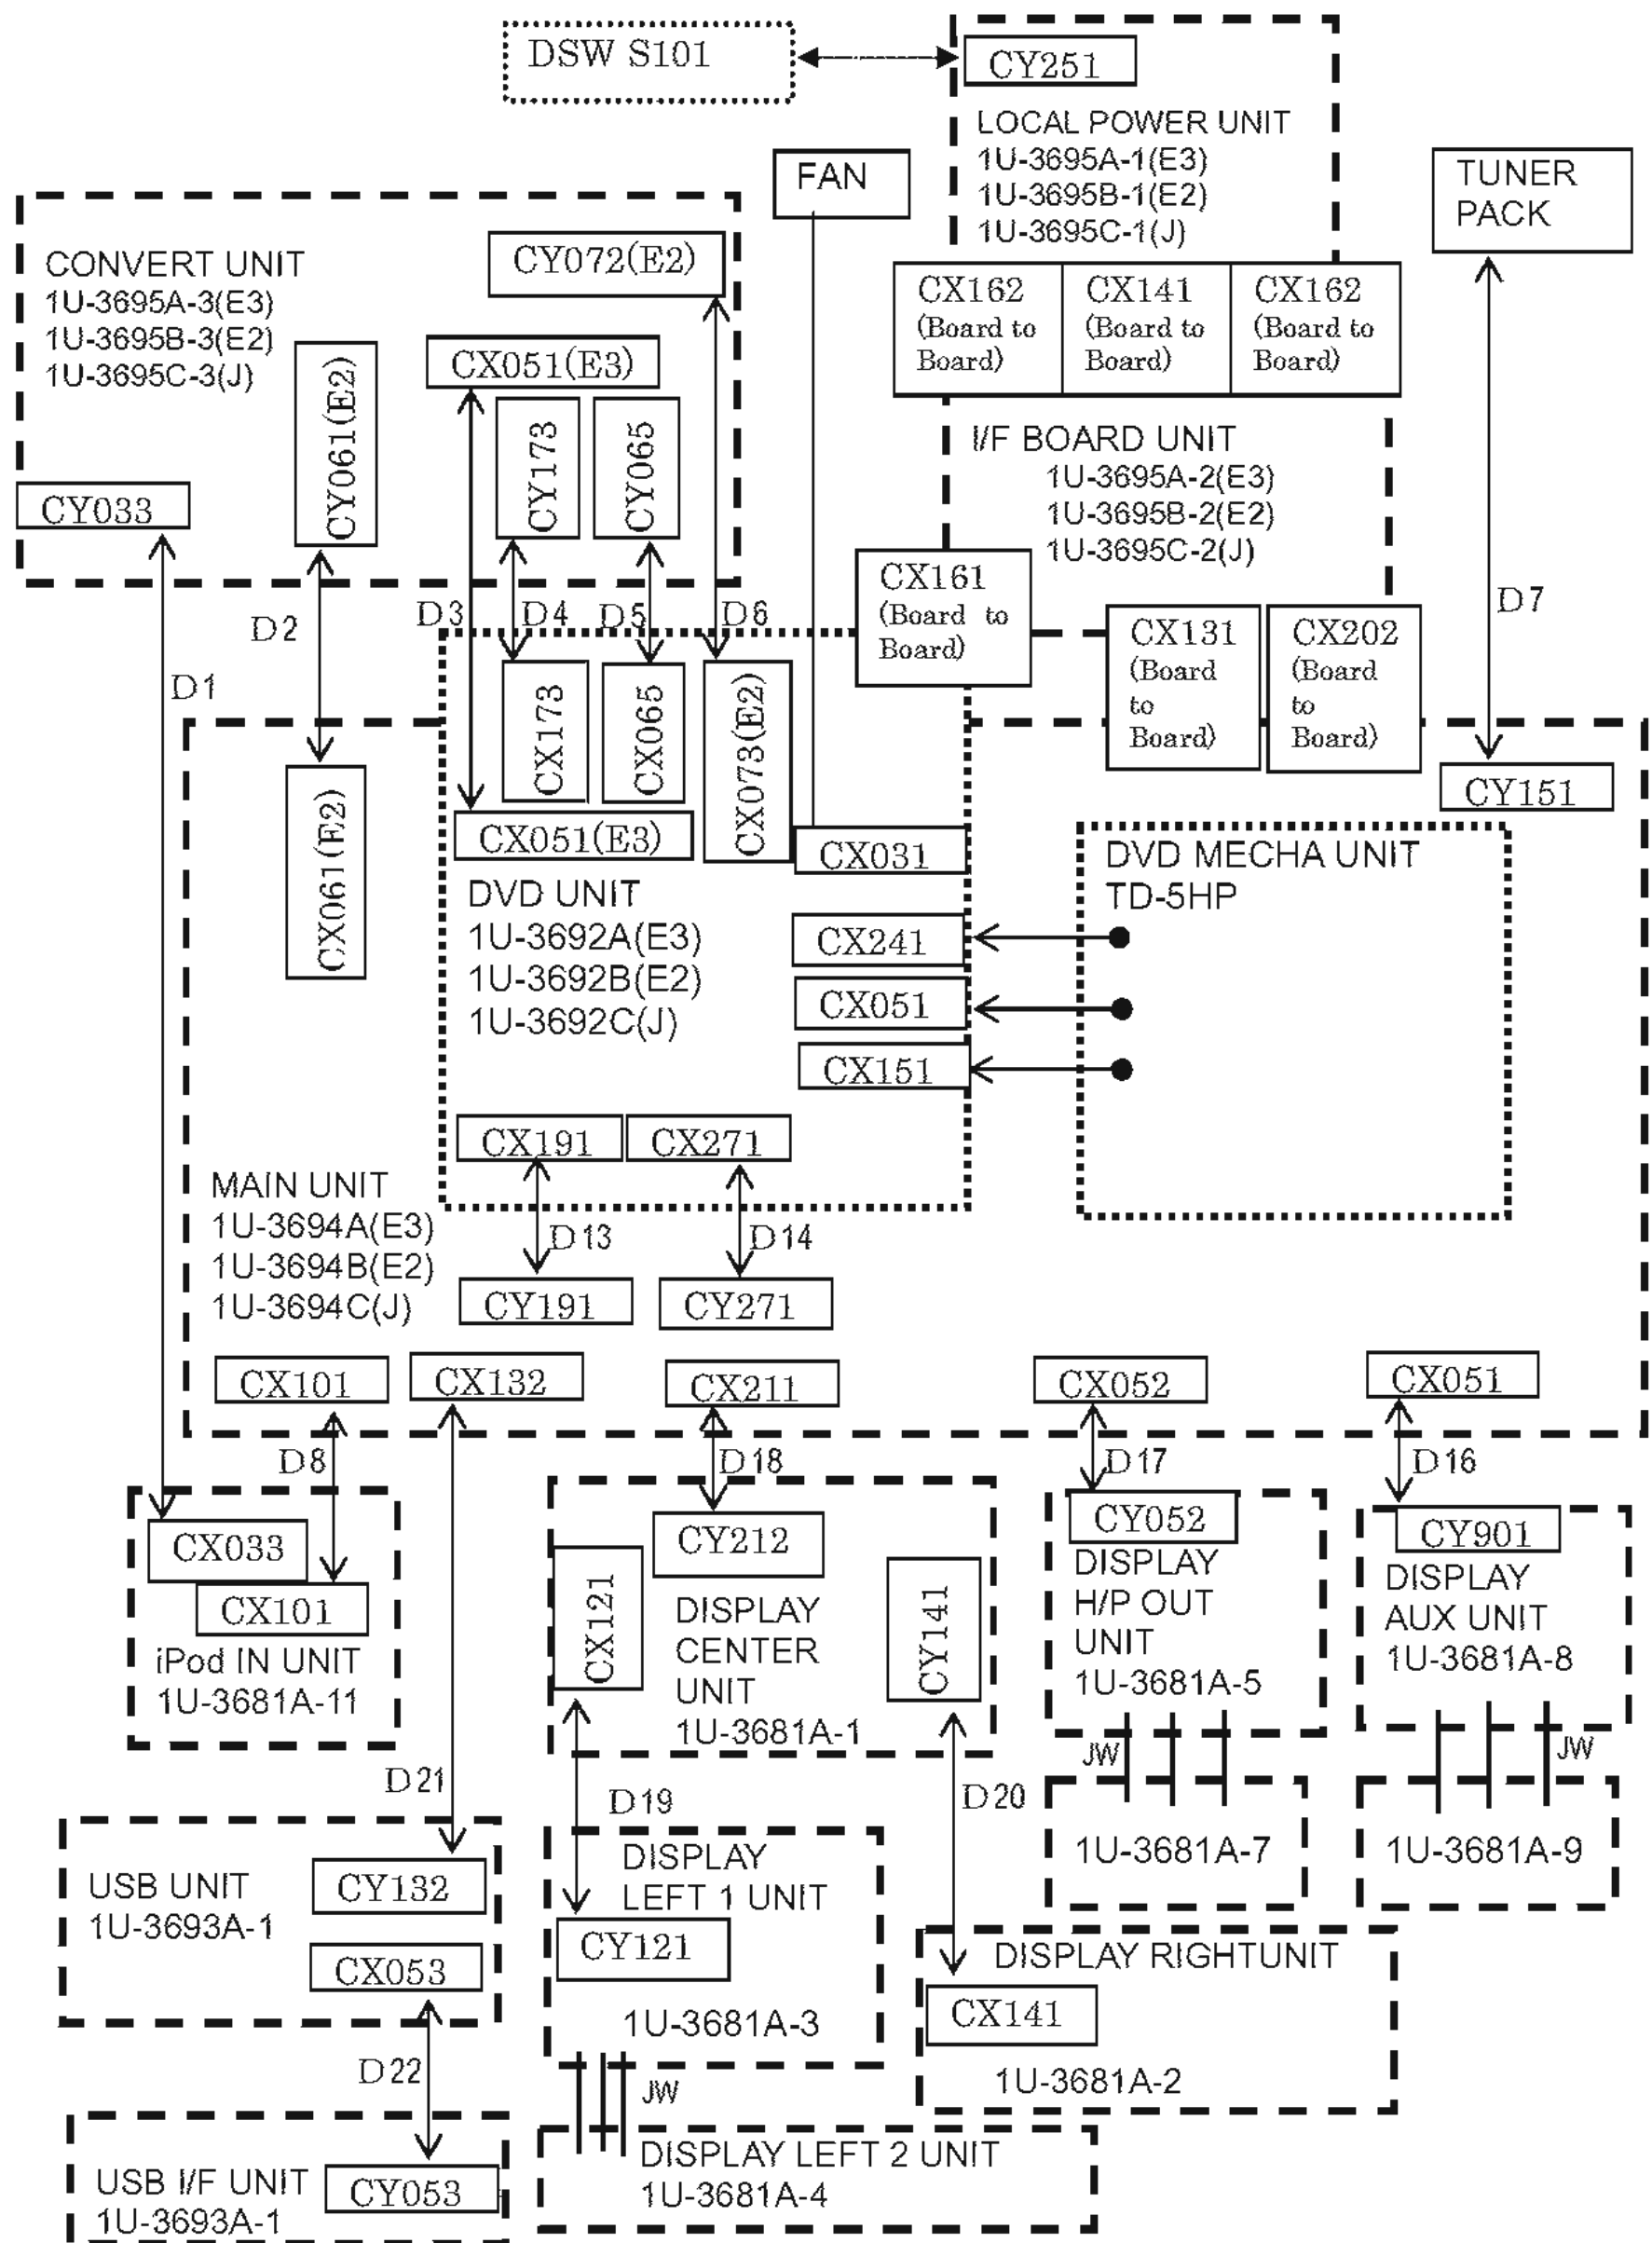 DSW S101
CY251
LOCAL POWER UNIT
1U-3695A-1(E3)
1U-3695B-1(E2)
1U-3695C-1(J)
FAN
TUNER
PACK
CONVERT UNIT
1U-3695A-3(E3)
1U-3695B-3(E2)
1U-3695C-3(J)
CY072(E2)
CX051(E3)
CY061(E2)
CY173
CY065
CY033
CX162
(Board to
Board)
CX141
(Board to
Board)
CX162
(Board to
Board)
I/F BOARD UNIT
1U-3695A-2(E3)
1U-3695B-2(E2)
1U-3695C-2(J)
CX161
(Board to
Board)
CX131
(Board
to
Board)
CX202
(Board
to
Board)
D1
D2
D3
D4
D5
D6
D7
CX173
CX065
CX073(E2)
CX061(E2)
CX051(E3)
CX031
CY151
DVD UNIT
1U-3692A(E3)
1U-3692B(E2)
1U-3692C(J)
DVD MECHA UNIT
TD-5HP
CX241
CX051
CX151
CX191
CX271
MAIN UNIT
1U-3694A(E3)
1U-3694B(E2)
1U-3694C(J)
D13
D14
CY191
CY271
CX101
CX132
CX211
CX052
CX051
D8
D18
D17
D16
CX033
CX101
iPod IN UNIT
1U-3681A-11
CX121
CY212
CY141
DISPLAY
CENTER
UNIT
1U-3681A-1
CY052
DISPLAY
H/P OUT
UNIT
1U-3681A-5
CY901
DISPLAY
AUX UNIT
1U-3681A-8
JW
JW
D21
D19
D20
1U-3681A-7
1U-3681A-9
USB UNIT
1U-3693A-1
CY132
CX053
DISPLAY
LEFT 1 UNIT
CY121
1U-3681A-3
DISPLAY RIGHTUNIT
CX141
1U-3681A-2
D22
JW
USB I/F UNIT
1U-3693A-1
CY053
DISPLAY LEFT 2 UNIT
1U-3681A-4